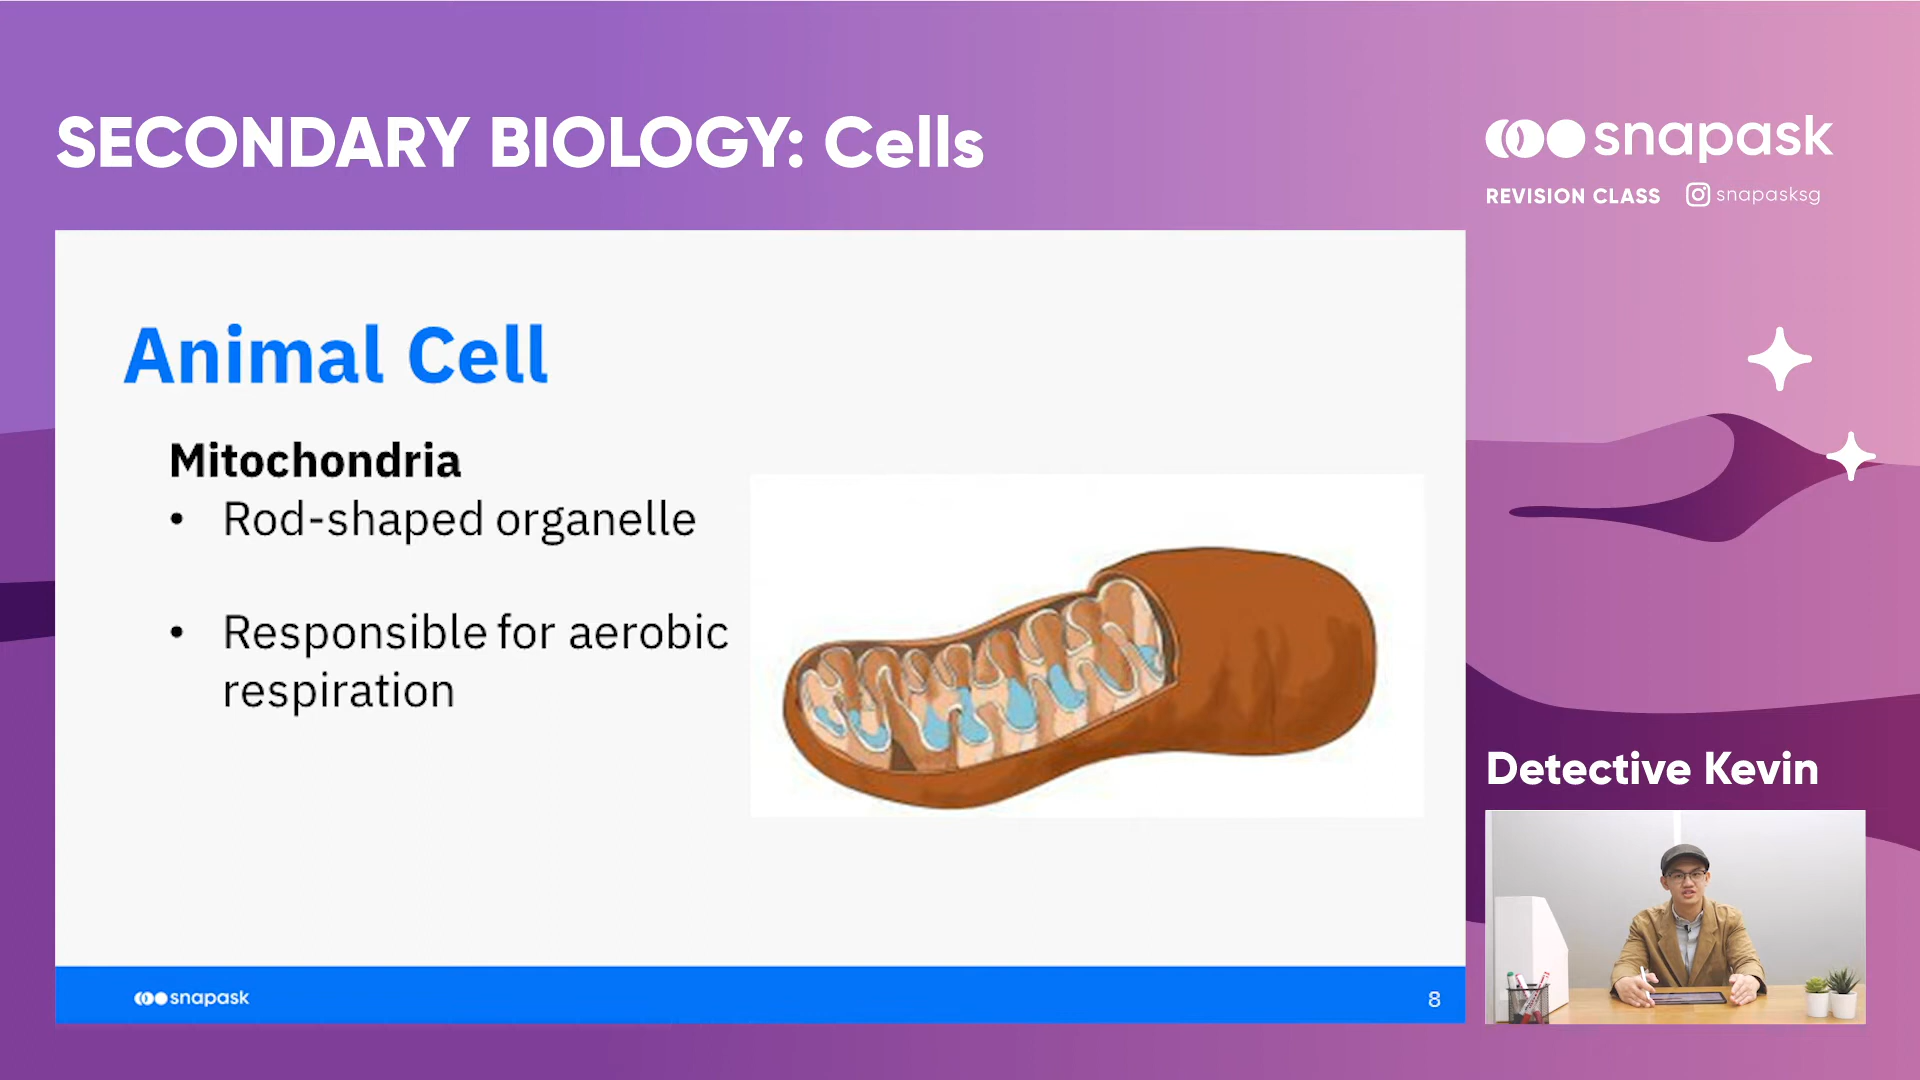 SECONDARY BIOLOGY: Cells
snapask
REVISION CLASS snapasksg
Animal Cell
Mitochondria
• Rod-shaped organelle
• Responsible for aerobic
respiration
Detective Kevin
snapask
8